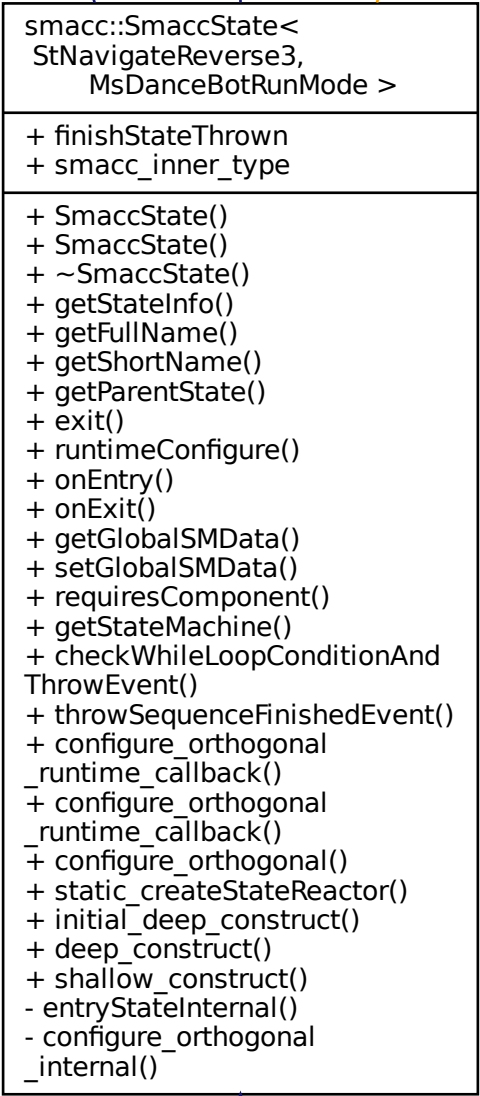 smacc::SmaccState<
StNavigateReverse3,
MsDanceBotRunMode >
+ finishStateThrown
+ smacc_inner_type
+ SmaccState()
+ SmaccState()
+ ~SmaccState()
+ getStateInfo()
+ getFullName()
+ getShortName()
+ getParentState()
+ exit()
+ runtimeConfigure()
+ onEntry()
+ onExit()
+ getGlobalSMData()
+ setGlobalSMData()
+ requiresComponent()
+ getStateMachine()
+ checkWhileLoopConditionAnd
ThrowEvent()
+ throwSequenceFinishedEvent()
+ configure_orthogonal
_runtime_callback()
+ configure_orthogonal
_runtime_callback()
+ configure_orthogonal()
+ static_createStateReactor()
+ initial_deep_construct()
+ deep_construct()
+ shallow_construct()
- entryStateInternal()
- configure_orthogonal
_internal()